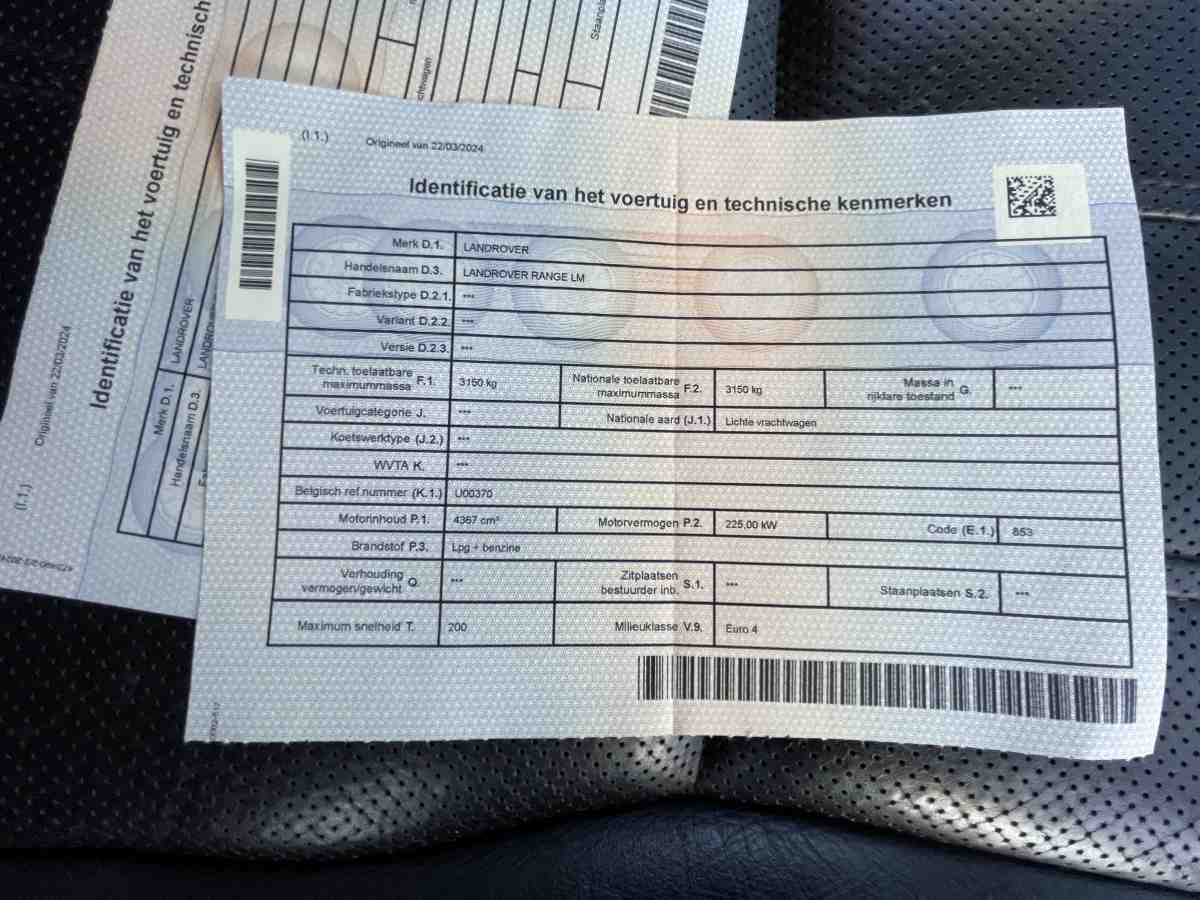 (I.1.) Origineel van 22/03/2024
Identificatie van het voertuig en technische kenmerken
Merk D.1. LANDROVER
Handelsnaam D.3. LANDROVER RANGE LM
Fabriekstype D.2.1. ---
Variant D.2.2. ---
Versie D.2.3. ---
Techn. toelaatbare maximummassa F.1. 3150 kg Nationale toelaatbare maximummassa F.2. 3150 kg Massa in rijklare toestand G. ---
Voertuigcategorie J. --- Nationale aard (J.1.) Lichte vrachtwagen
Koetswerktype (J.2.) ---
WVTA K. ---
Belgisch ref.nummer (K.1.) U00370
Motorinhoud P.1. 4367 cm³ Motorvermogen P.2. 225,00 kW Code (E.1.) 853
Brandstof P.3. Lpg + benzine
Verhouding vermogen/gewicht Q. --- Zitplaatsen bestuurder inb. S.1. --- Staanplaatsen S.2. ---
Maximum snelheid T. 200 Milieuklasse V.9. Euro 4
(I.1.) Origineel van 22/03/2024
Identificatie van het voertuig en technisch
Merk D.1. LANDROVER
Handelsnaam D.3.